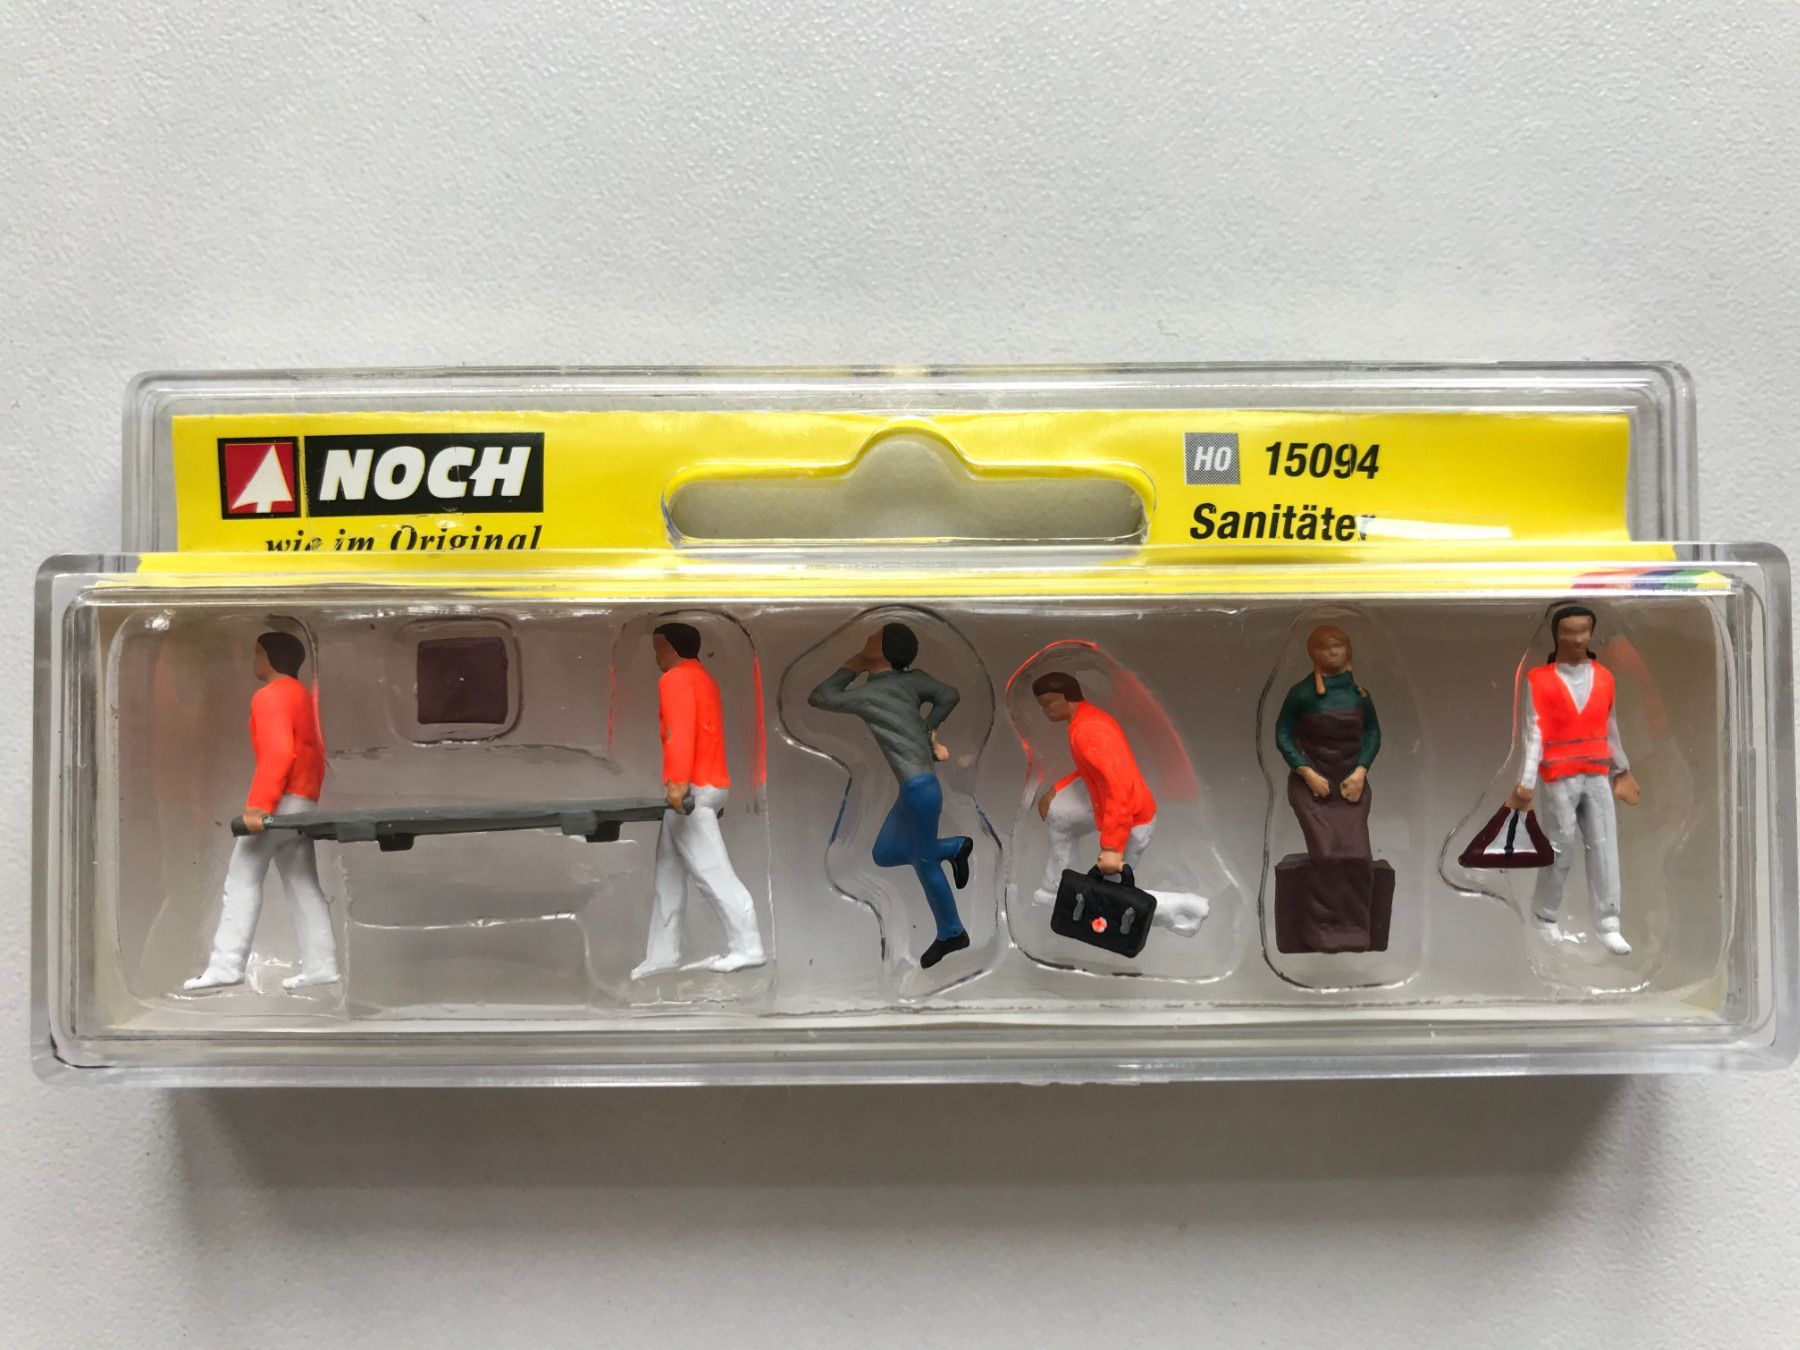 NOCH
wie im Original
H0 15094
Sanitäter